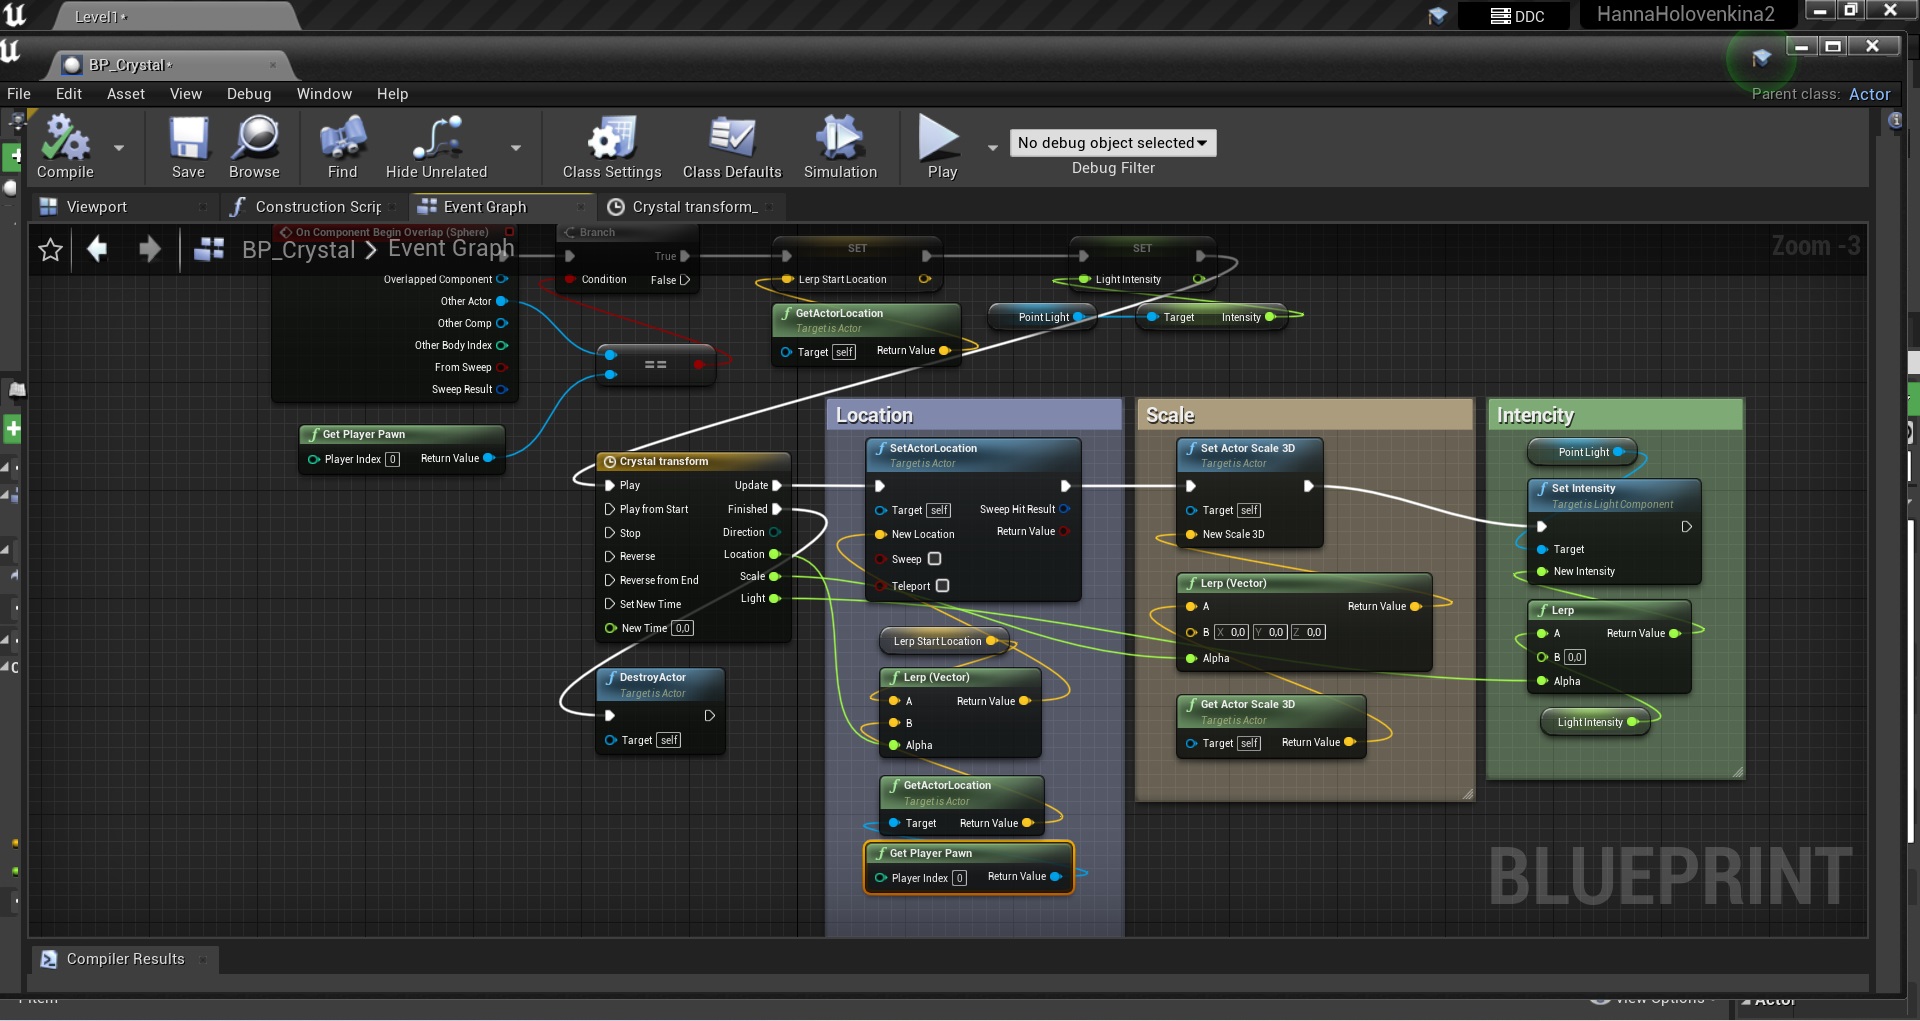 Level1*
DDC
HannaHolovenkina2
BP_Crystal*
File Edit Asset View Debug Window Help
Parent class: Actor
Compile
Save
Browse
Find
Hide Unrelated
Class Settings
Class Defaults
Simulation
Play
No debug object selected
Debug Filter
Viewport
Construction Scrip
Event Graph
Crystal transform_
BP_Crystal > Event Graph
Zoom -3
On Component Begin Overlap (Sphere)
Overlapped Component
Other Actor
Other Comp
Other Body Index
From Sweep
Sweep Result
Branch
True
Condition
False
SET
Lerp Start Location
SET
Light Intensity
GetActorLocation
Target is Actor
Target self
Return Value
Point Light
Target
Intensity
==
Get Player Pawn
Player Index 0
Return Value
Crystal transform
Play
Update
Play from Start
Finished
Stop
Direction
Reverse
Location
Reverse from End
Scale
Set New Time
Light
New Time 0,0
DestroyActor
Target is Actor
Target self
Location
SetActorLocation
Target is Actor
Target self
Sweep Hit Result
New Location
Return Value
Sweep
Teleport
Lerp Start Location
Lerp (Vector)
A
Return Value
B
Alpha
GetActorLocation
Target is Actor
Target
Return Value
Get Player Pawn
Player Index 0
Return Value
Scale
Set Actor Scale 3D
Target is Actor
Target self
New Scale 3D
Lerp (Vector)
A
Return Value
B X 0,0 Y 0,0 Z 0,0
Alpha
Get Actor Scale 3D
Target is Actor
Target self
Return Value
Intencity
Point Light
Set Intensity
Target is Light Component
Target
New Intensity
Lerp
A
Return Value
B 0,0
Alpha
Light Intensity
BLUEPRINT
Compiler Results
View Options
Actor